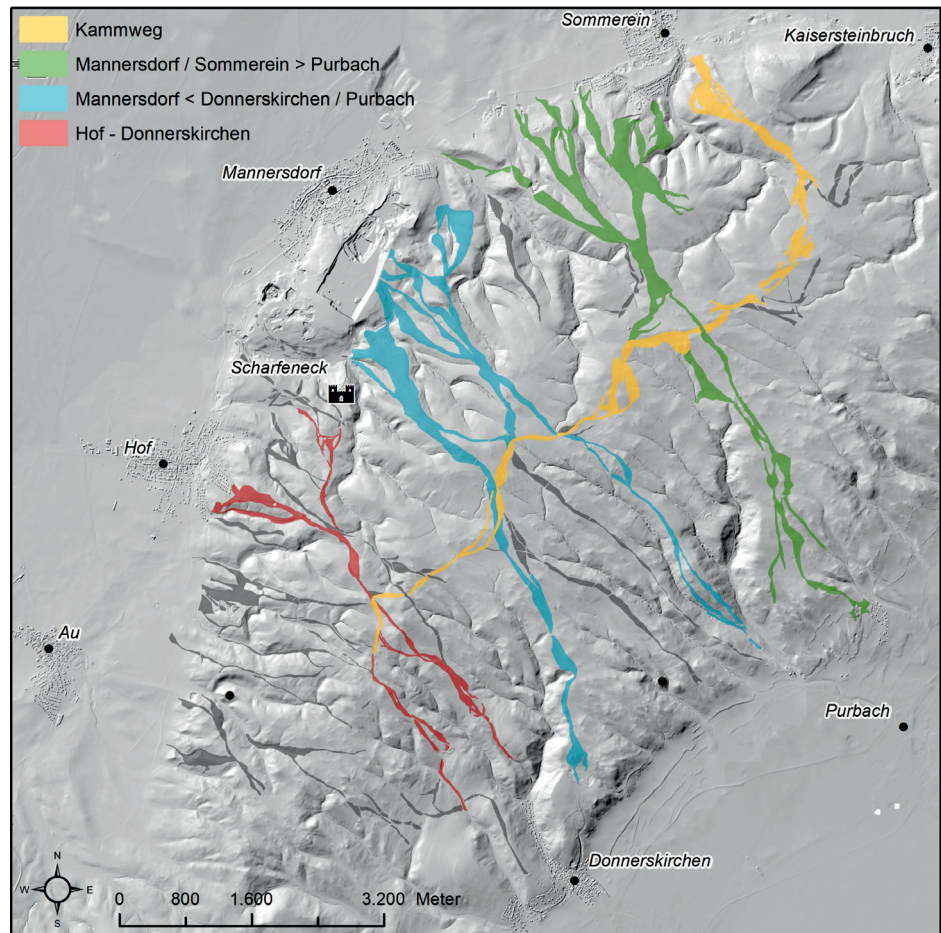 Kammweg
Mannersdorf / Sommerein > Purbach
Mannersdorf < Donnerskirchen / Purbach
Hof - Donnerskirchen
Sommerein
Kaisersteinbruch
Mannersdorf
Scharfeneck
Hof
Au
Purbach
Donnerskirchen
N
W E
S
0 800 1.600 3.200 Meter